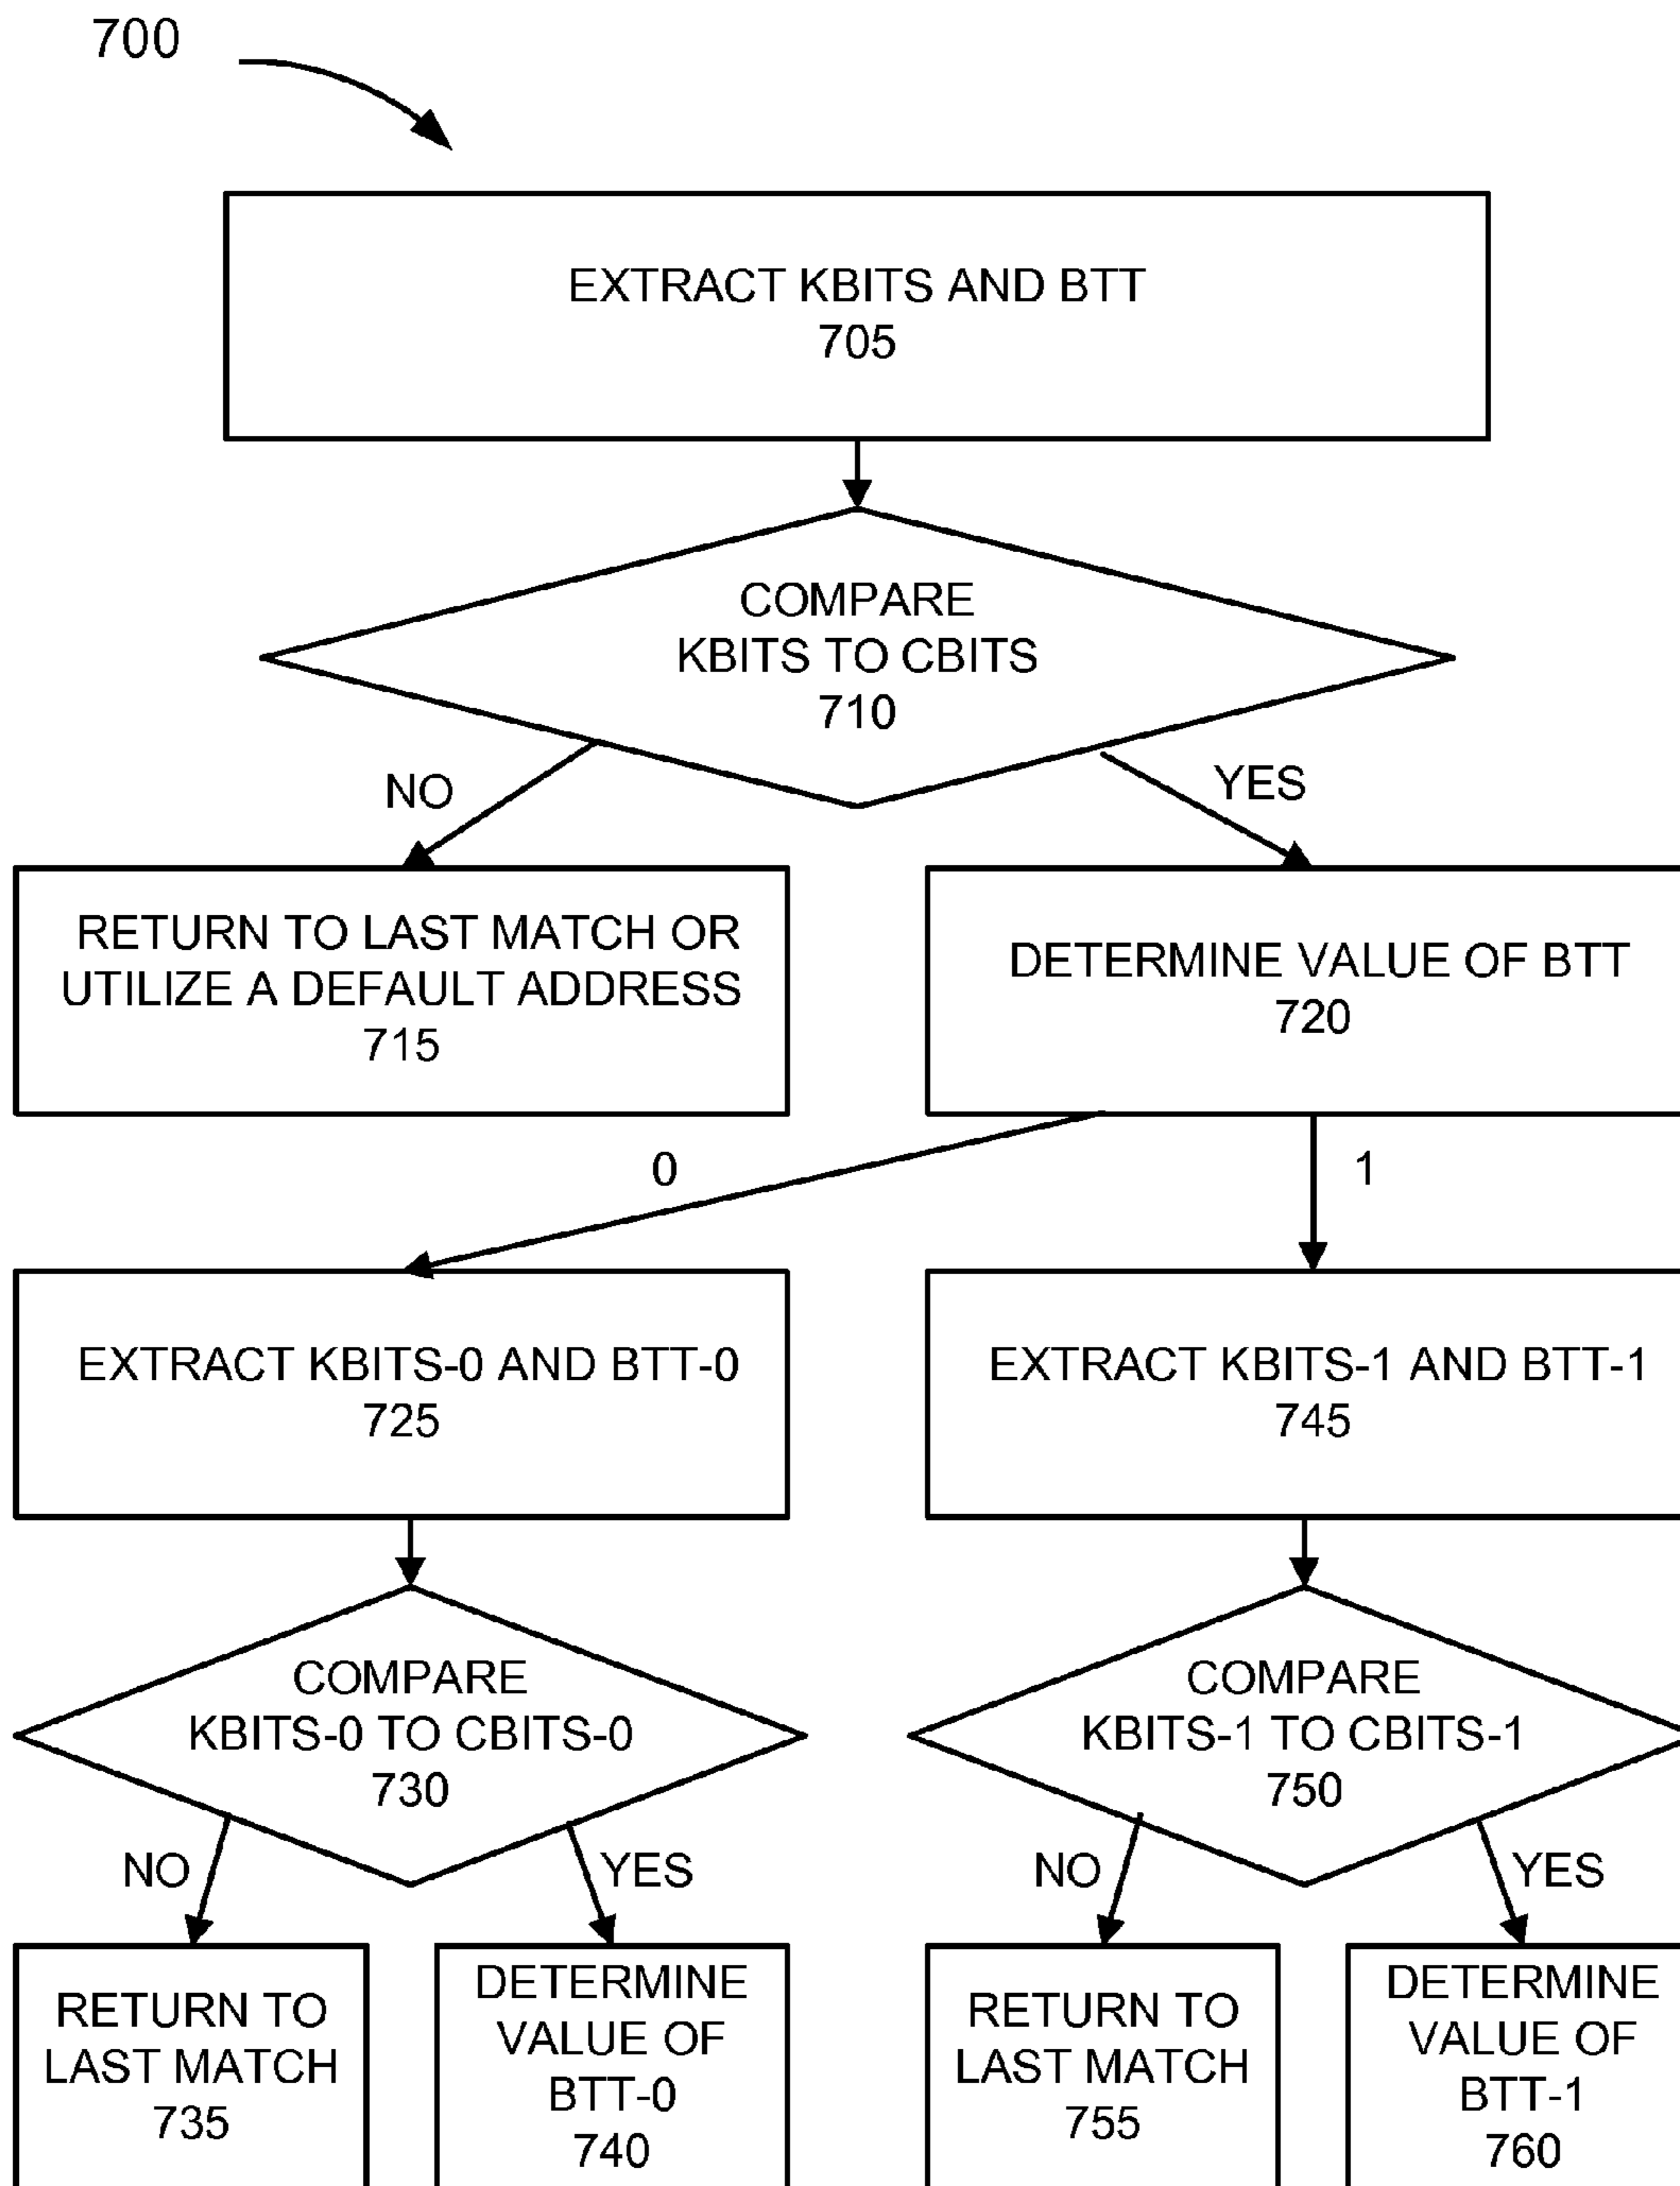 700
EXTRACT KBITS AND BTT
705
COMPARE
KBITS TO CBITS
710
NO
YES
RETURN TO LAST MATCH OR
UTILIZE A DEFAULT ADDRESS
715
DETERMINE VALUE OF BTT
720
0
1
EXTRACT KBITS-0 AND BTT-0
725
EXTRACT KBITS-1 AND BTT-1
745
COMPARE
KBITS-0 TO CBITS-0
730
COMPARE
KBITS-1 TO CBITS-1
750
NO
YES
NO
YES
RETURN TO
LAST MATCH
735
DETERMINE
VALUE OF
BTT-0
740
RETURN TO
LAST MATCH
755
DETERMINE
VALUE OF
BTT-1
760